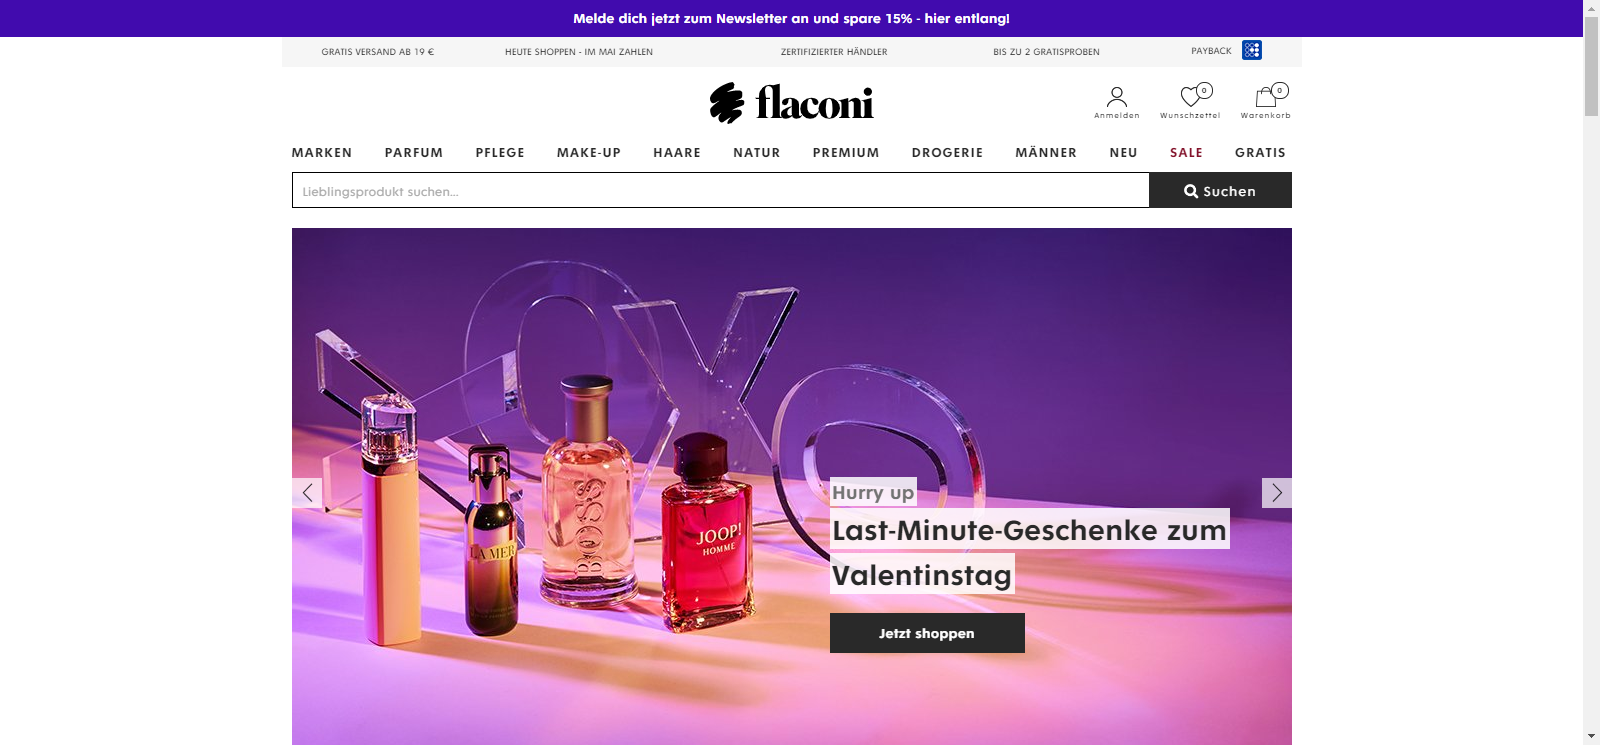 Melde dich jetzt zum Newsletter an und spare 15% - hier entlang!
GRATIS VERSAND AB 19 €
HEUTE SHOPPEN - IM MAI ZAHLEN
ZERTIFIZIERTER HÄNDLER
BIS ZU 2 GRATISPROBEN
PAYBACK
flaconi
0
0
Anmelden
Wunschzettel
Warenkorb
MARKEN PARFUM PFLEGE MAKE-UP HAARE NATUR PREMIUM DROGERIE MÄNNER NEU SALE GRATIS
Lieblingsprodukt suchen...
Suchen
BOSS
LA MER
JOOP!
HOMME
Hurry up
Last-Minute-Geschenke zum
Valentinstag
Jetzt shoppen